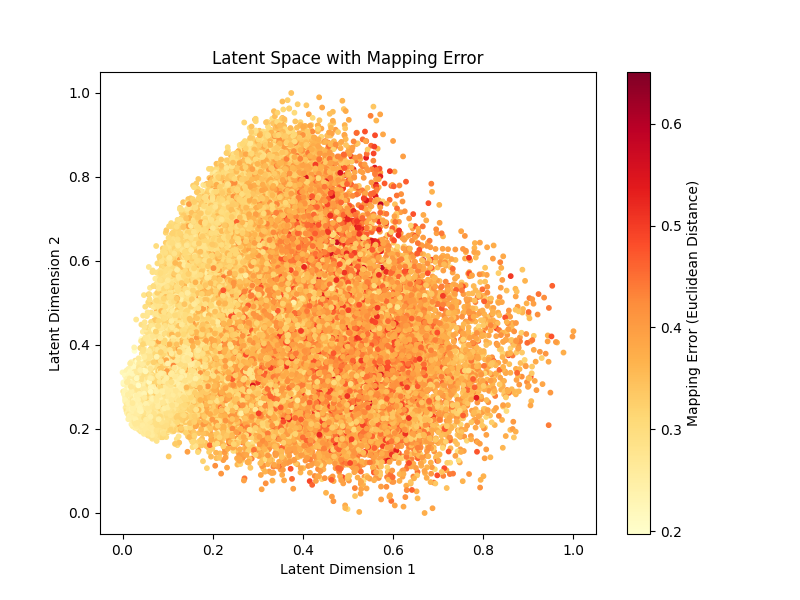 Latent Space with Mapping Error
1.0
0.8
0.6
0.4
0.2
0.0
Latent Dimension 2
0.0 0.2 0.4 0.6 0.8 1.0
Latent Dimension 1
0.6
0.5
0.4
0.3
0.2
Mapping Error (Euclidean Distance)